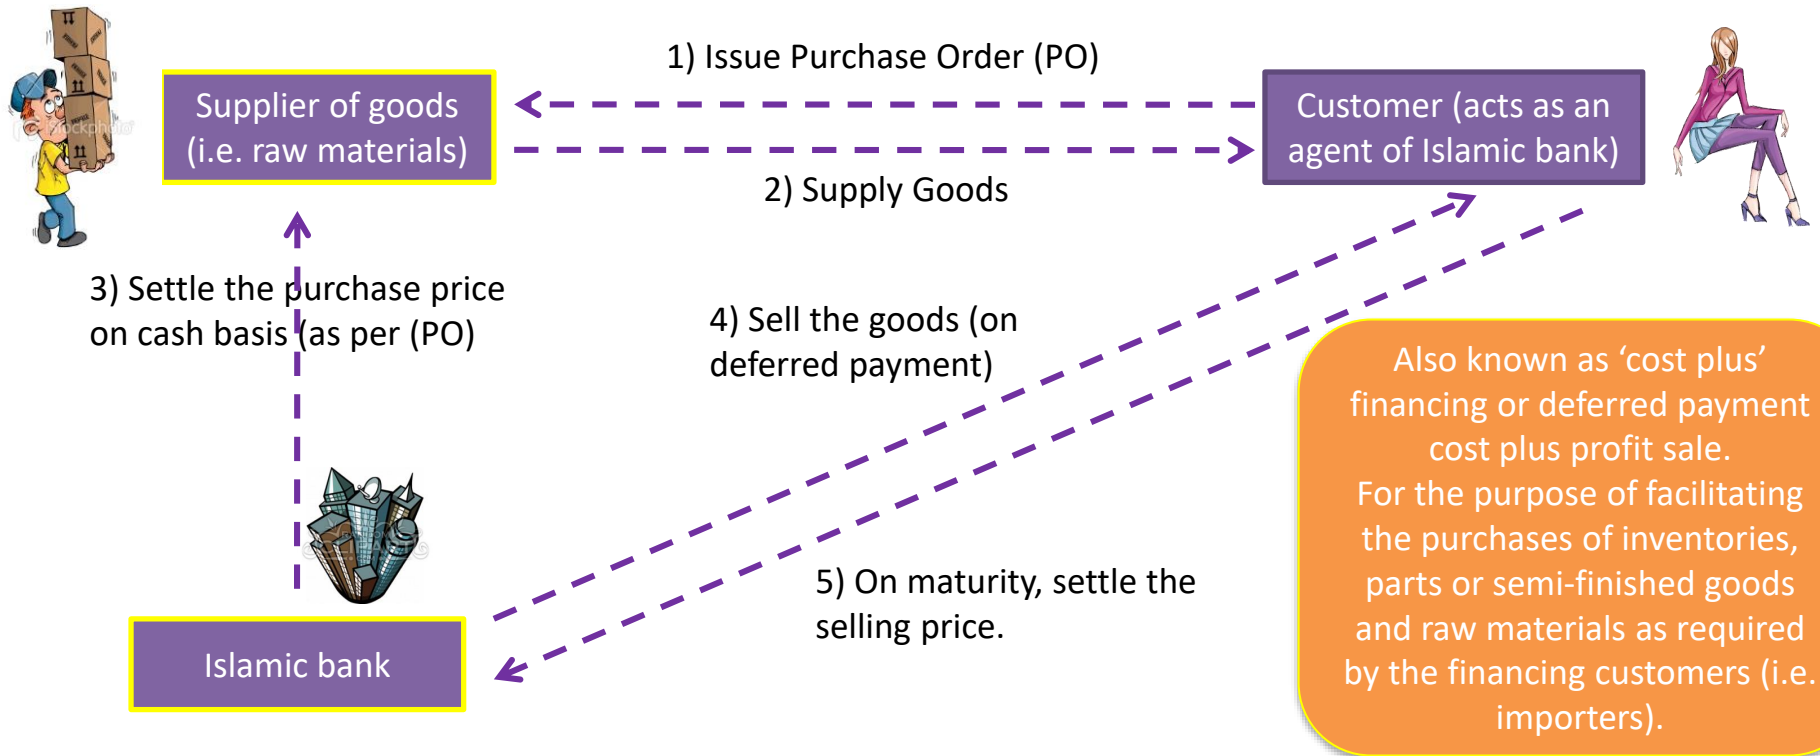 1) Issue Purchase Order (PO)
Supplier of goods
(i.e. raw materials)
Customer (acts as an
agent of Islamic bank)
iStockphoto
2) Supply Goods
3) Settle the purchase price
on cash basis (as per (PO)
4) Sell the goods (on
deferred payment)
Also known as ‘cost plus’
financing or deferred payment
cost plus profit sale.
For the purpose of facilitating
the purchases of inventories,
parts or semi-finished goods
and raw materials as required
by the financing customers (i.e.
importers).
5) On maturity, settle the
selling price.
Islamic bank